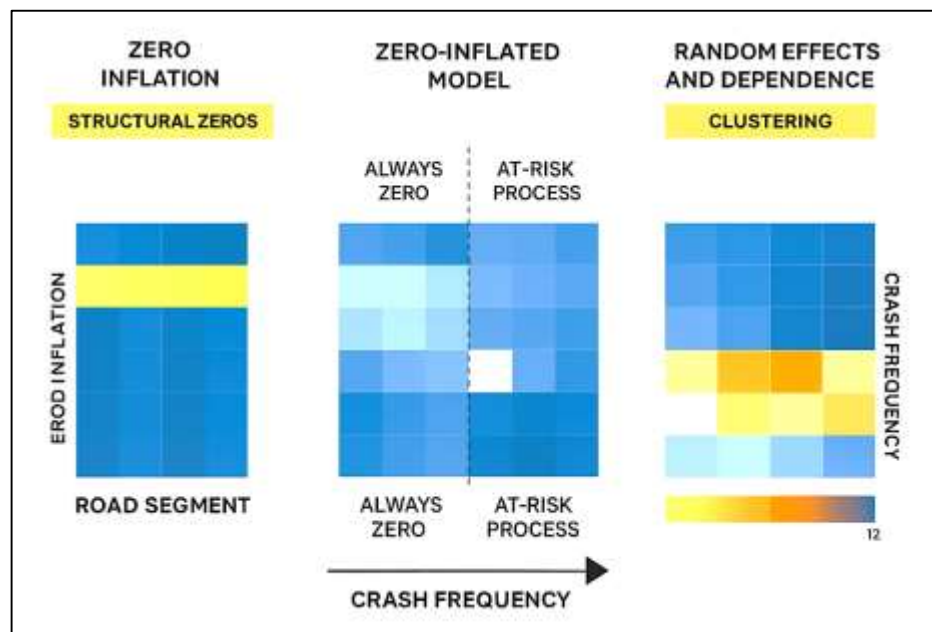 ZERO
INFLATION
STRUCTURAL ZEROS
EROD INFLATION
ROAD SEGMENT
ZERO-INFLATED
MODEL
ALWAYS
ZERO
AT-RISK
PROCESS
ALWAYS
ZERO
AT-RISK
PROCESS
CRASH FREQUENCY
RANDOM EFFECTS
AND DEPENDENCE
CLUSTERING
CRASH FREQUENCY
12